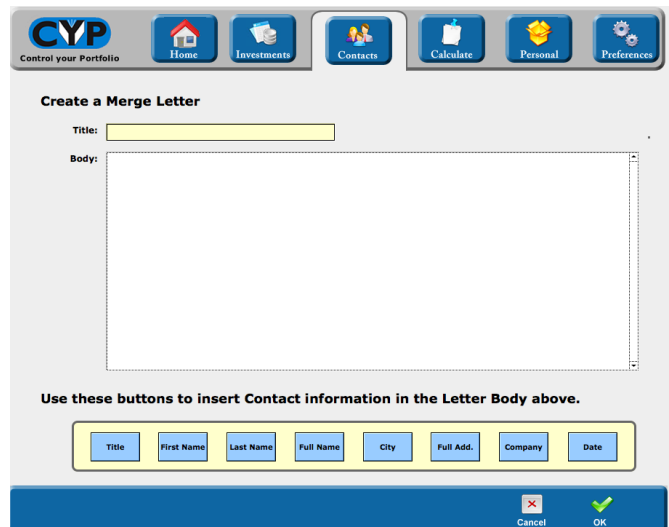 CYP
Control your Portfolio
Home
Investments
Contacts
Calculate
Personal
Preferences
Create a Merge Letter
Title:
Body:
Use these buttons to insert Contact information in the Letter Body above.
Title First Name Last Name Full Name City Full Add. Company Date
Cancel OK